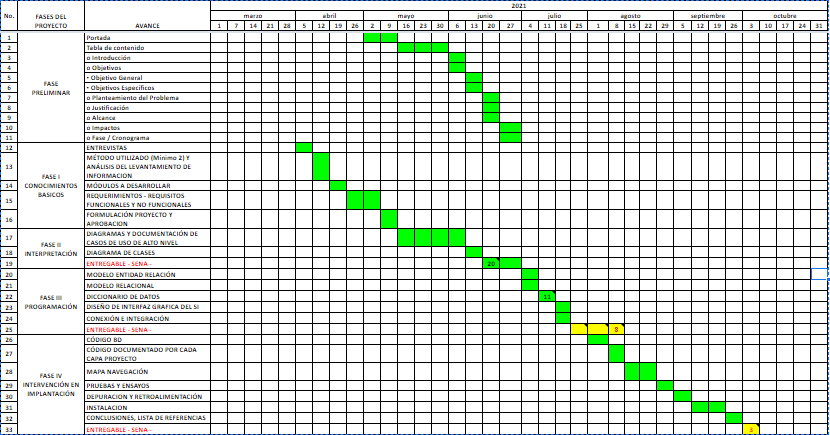 2021
No. FASES DEL PROYECTO AVANCE marzo abril mayo junio julio agosto septiembre octubre
1 7 14 21 28 5 12 19 26 2 9 16 23 30 6 13 20 27 4 11 18 25 1 8 15 22 29 5 12 19 26 3 10 17 24 31
FASE PRELIMINAR
1 Portada
2 Tabla de contenido
3 o Introducción
4 o Objetivos
5 • Objetivo General
6 • Objetivos Específicos
7 o Planteamiento del Problema
8 o Justificación
9 o Alcance
10 o Impactos
11 o Fase / Cronograma
FASE I
CONOCIMIENTOS
BASICOS
12 ENTREVISTAS
13 MÉTODO UTILIZADO (Mínimo 2) Y
ANÁLISIS DEL LEVANTAMIENTO DE
INFORMACION
14 MÓDULOS A DESARROLLAR
15 REQUERIMIENTOS - REQUISITOS
FUNCIONALES Y NO FUNCIONALES
16 FORMULACIÓN PROYECTO Y
APROBACION
FASE II
INTERPRETACIÓN
17 DIAGRAMAS Y DOCUMENTACIÓN DE
CASOS DE USO DE ALTO NIVEL
18 DIAGRAMA DE CLASES
19 ENTREGABLE - SENA - 20
FASE III
PROGRAMACIÓN
20 MODELO ENTIDAD RELACIÓN
21 MODELO RELACIONAL
22 DICCIONARIO DE DATOS 11
23 DISEÑO DE INTERFAZ GRAFICA DEL SI
24 CONEXIÓN E INTEGRACIÓN
25 ENTREGABLE - SENA - 8
FASE IV
INTERVENCIÓN EN
IMPLANTACIÓN
26 CÓDIGO BD
27 CÓDIGO DOCUMENTADO POR CADA
CAPA PROYECTO
28 MAPA NAVEGACIÓN
29 PRUEBAS Y ENSAYOS
30 DEPURACION Y RETROALIMENTACIÓN
31 INSTALACION
32 CONCLUSIONES, LISTA DE REFERENCIAS
33 ENTREGABLE - SENA - 3